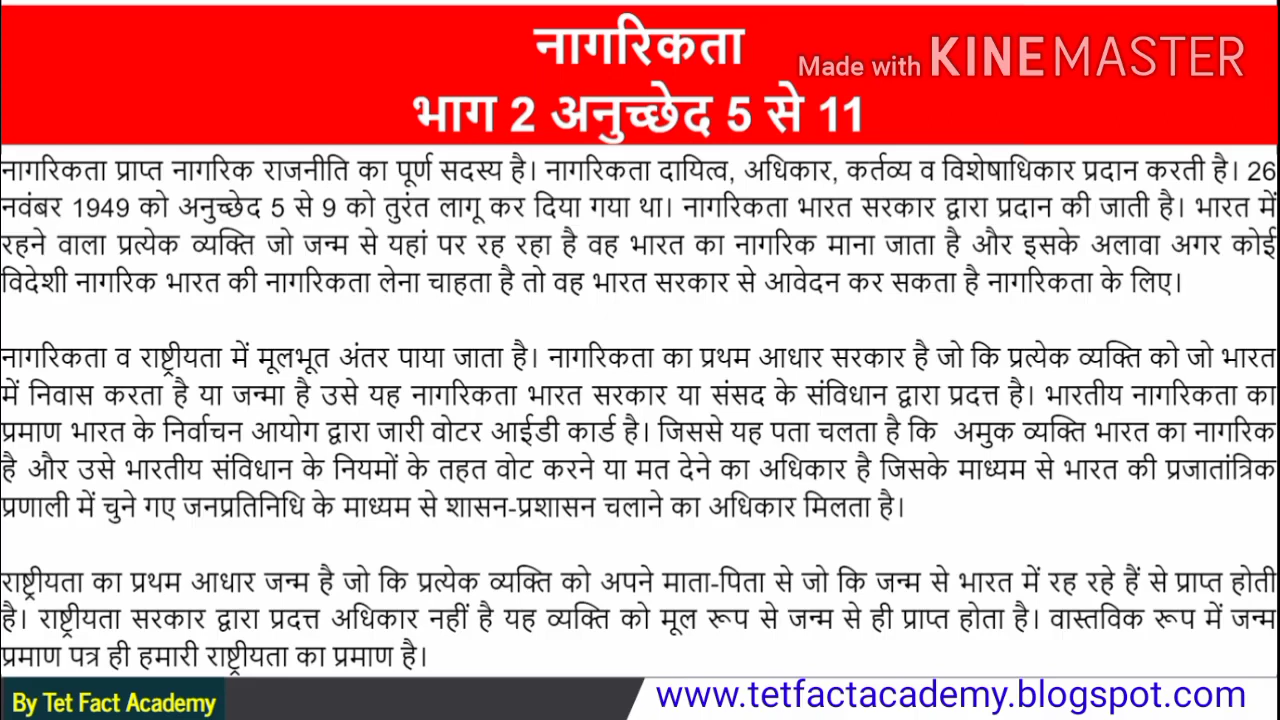 नागरिकता
Made with KINEMASTER
भाग 2 अनुच्छेद 5 से 11
नागरिकता प्राप्त नागरिक राजनीति का पूर्ण सदस्य है। नागरिकता दायित्व, अधिकार, कर्तव्य व विशेषाधिकार प्रदान करती है। 26
नवंबर 1949 को अनुच्छेद 5 से 9 को तुरंत लागू कर दिया गया था। नागरिकता भारत सरकार द्वारा प्रदान की जाती है। भारत में
रहने वाला प्रत्येक व्यक्ति जो जन्म से यहां पर रह रहा है वह भारत का नागरिक माना जाता है और इसके अलावा अगर कोई
विदेशी नागरिक भारत की नागरिकता लेना चाहता है तो वह भारत सरकार से आवेदन कर सकता है नागरिकता के लिए।
नागरिकता व राष्ट्रीयता में मूलभूत अंतर पाया जाता है। नागरिकता का प्रथम आधार सरकार है जो कि प्रत्येक व्यक्ति को जो भारत
में निवास करता है या जन्मा है उसे यह नागरिकता भारत सरकार या संसद के संविधान द्वारा प्रदत्त है। भारतीय नागरिकता का
प्रमाण भारत के निर्वाचन आयोग द्वारा जारी वोटर आईडी कार्ड है। जिससे यह पता चलता है कि अमुक व्यक्ति भारत का नागरिक
है और उसे भारतीय संविधान के नियमों के तहत वोट करने या मत देने का अधिकार है जिसके माध्यम से भारत की प्रजातांत्रिक
प्रणाली में चुने गए जनप्रतिनिधि के माध्यम से शासन-प्रशासन चलाने का अधिकार मिलता है।
राष्ट्रीयता का प्रथम आधार जन्म है जो कि प्रत्येक व्यक्ति को अपने माता-पिता से जो कि जन्म से भारत में रह रहे हैं से प्राप्त होती
है। राष्ट्रीयता सरकार द्वारा प्रदत्त अधिकार नहीं है यह व्यक्ति को मूल रूप से जन्म से ही प्राप्त होता है। वास्तविक रूप में जन्म
प्रमाण पत्र ही हमारी राष्ट्रीयता का प्रमाण है।
By Tet Fact Academy
www.tetfactacademy.blogspot.com